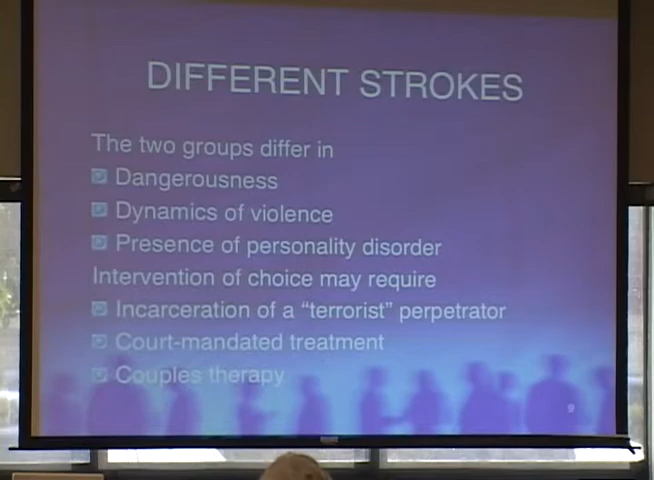 DIFFERENT STROKES
The two groups differ in
Dangerousness
Dynamics of violence
Presence of personality disorder
Intervention of choice may require
Incarceration of a “terrorist” perpetrator
Court-mandated treatment
Couples therapy
9